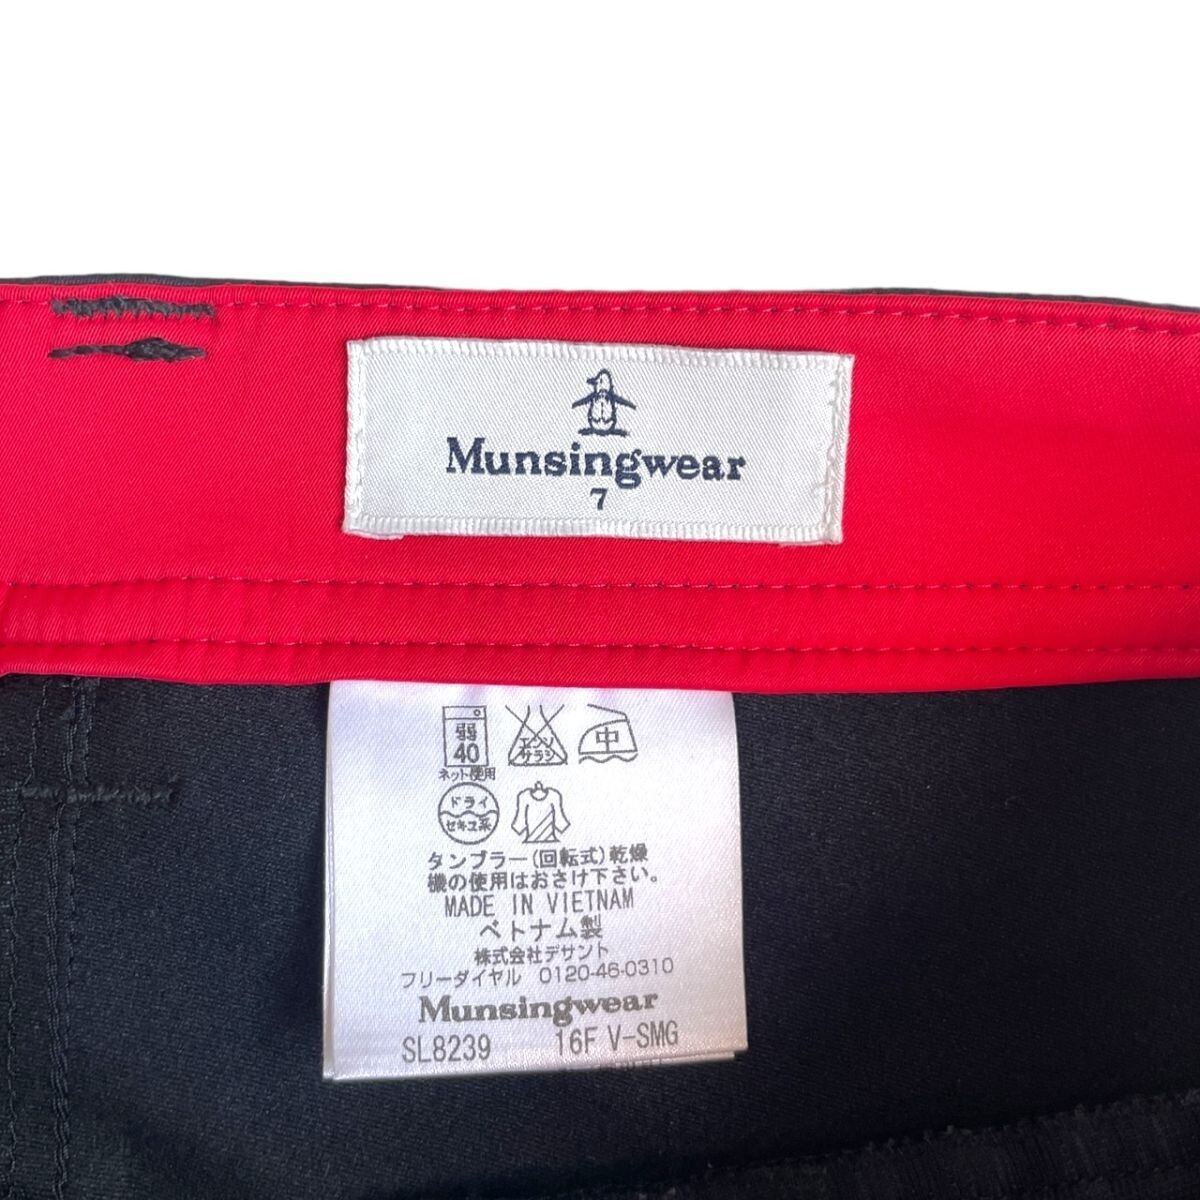 Munsingwear
7
弱
40
ネット使用
エンソ
サラシ
中
ドライ
セキユ系
タンブラー(回転式)乾燥
機の使用はおさけ下さい。
MADE IN VIETNAM
ベトナム製
株式会社デサント
フリーダイヤル 0120-46-0310
Munsingwear
SL8239 16F V-SMG